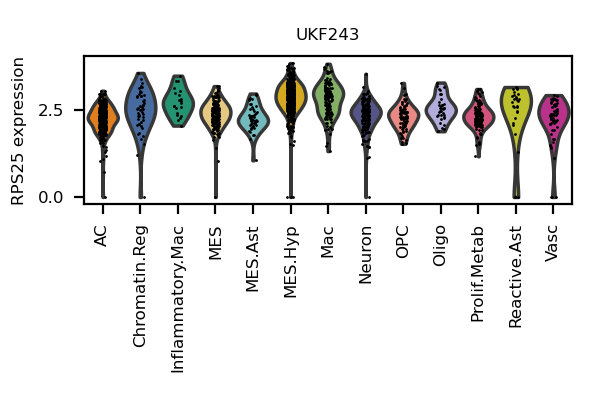 UKF243
RPS25 expression
2.5
0.0
AC
Chromatin.Reg
Inflammatory.Mac
MES
MES.Ast
MES.Hyp
Mac
Neuron
OPC
Oligo
Prolif.Metab
Reactive.Ast
Vasc